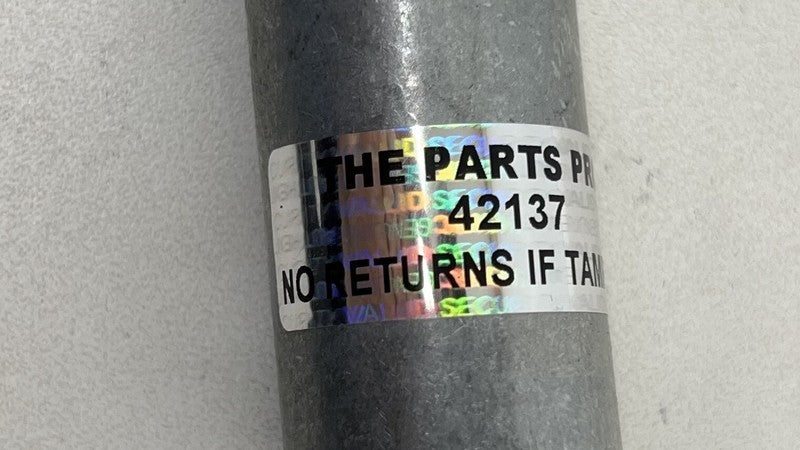 THE PARTS PR
42137
NO RETURNS IF TAM